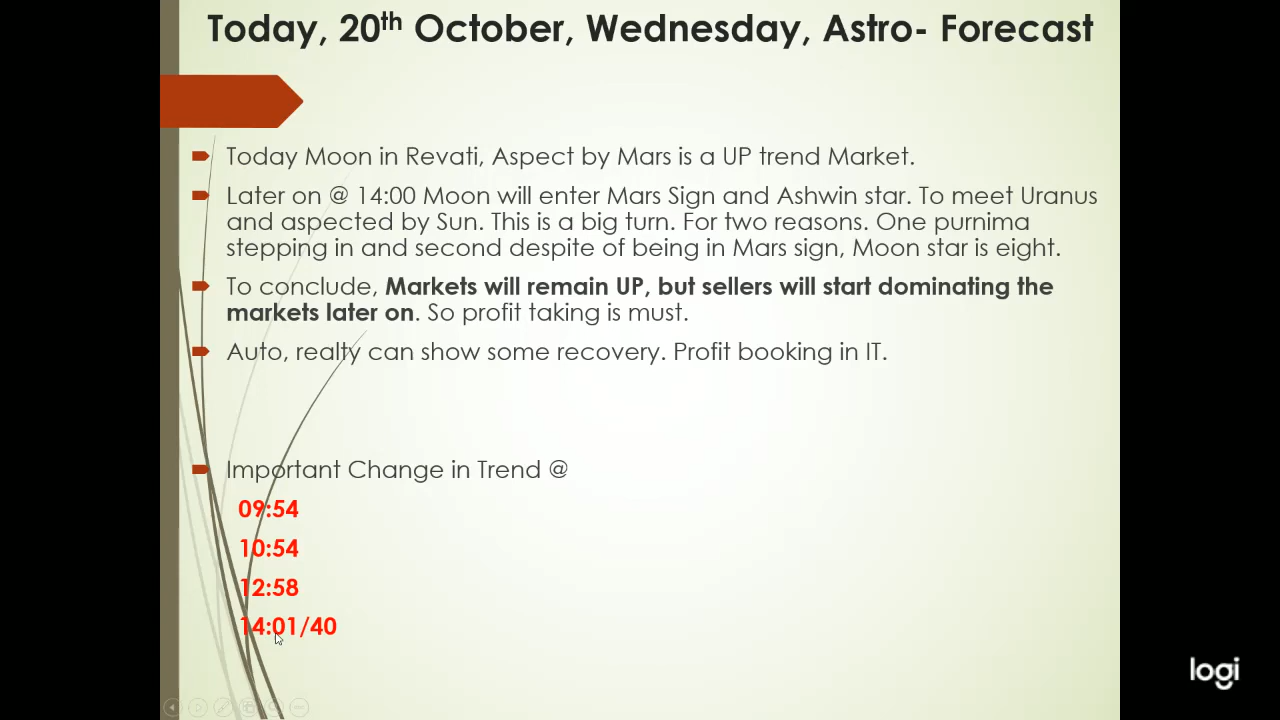 Today, 20th October, Wednesday, Astro- Forecast
Today Moon in Revati, Aspect by Mars is a UP trend Market.
Later on @ 14:00 Moon will enter Mars Sign and Ashwin star. To meet Uranus
and aspected by Sun. This is a big turn. For two reasons. One purnima
stepping in and second despite of being in Mars sign, Moon star is eight.
To conclude, Markets will remain UP, but sellers will start dominating the
markets later on. So profit taking is must.
Auto, realty can show some recovery. Profit booking in IT.
Important Change in Trend @
09:54
10:54
12:58
14:01/40
logi